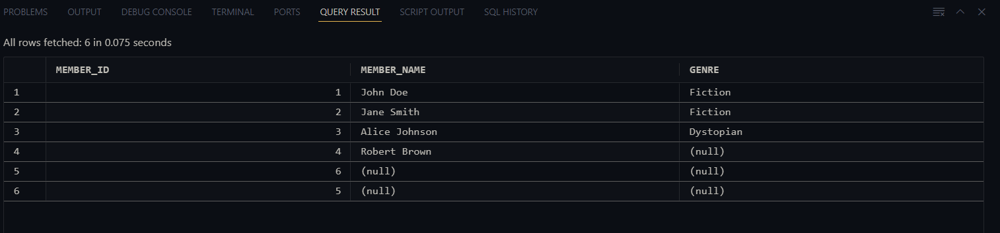 PROBLEMS OUTPUT DEBUG CONSOLE TERMINAL PORTS QUERY RESULT SCRIPT OUTPUT SQL HISTORY
All rows fetched: 6 in 0.075 seconds
MEMBER_ID MEMBER_NAME GENRE
1 1 John Doe Fiction
2 2 Jane Smith Fiction
3 3 Alice Johnson Dystopian
4 4 Robert Brown (null)
5 6 (null) (null)
6 5 (null) (null)